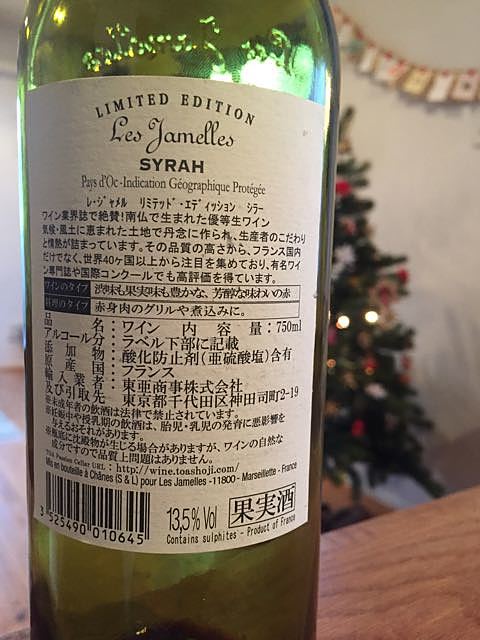 LIMITED EDITION
Les Jamelles
SYRAH
Pays d'Oc-Indication Géographique Protégée
レ・ジャメル リミテッド・エディッション シラー
ワイン業界誌で絶賛!南仏で生まれた優等生ワイン
気候・風土に恵まれた土地で丹念に作られ、生産者のこだわり
と情熱が詰まっています。その品質の高さから、フランス国内
だけでなく、世界40ヶ国以上から注目を集めており、有名ワイ
ン専門誌や国際コンクールでも高評価を得ています。
ワインのタイプ 渋味も果実味も豊かな、芳醇な味わいの赤
料理のタイプ 赤身肉のグリルや煮込みに。
品名:ワイン 内容量:750ml
アルコール分:ラベル下部に記載
添加物:酸化防止剤(亜硫酸塩)含有
原産国:フランス
輸入業者:東亜商事株式会社
及び引取先:東京都千代田区神田司町2-19
※未成年者の飲酒は法律で禁止されています。
※妊娠中や授乳期の飲酒は、胎児・乳児の発育に悪影響を
与えるおそれがあります。
※瓶底に沈殿物が生じる場合がありますが、ワインの自然な
成分ですので品質上問題はありません。
URL : http://wine.toashoji.com/
Mis en bouteille à Chânes (S & L) pour Les Jamelles -11800 - Marseillette - France
3 525490 010645
13,5% Vol
果実酒
Contains sulphites - Product of France